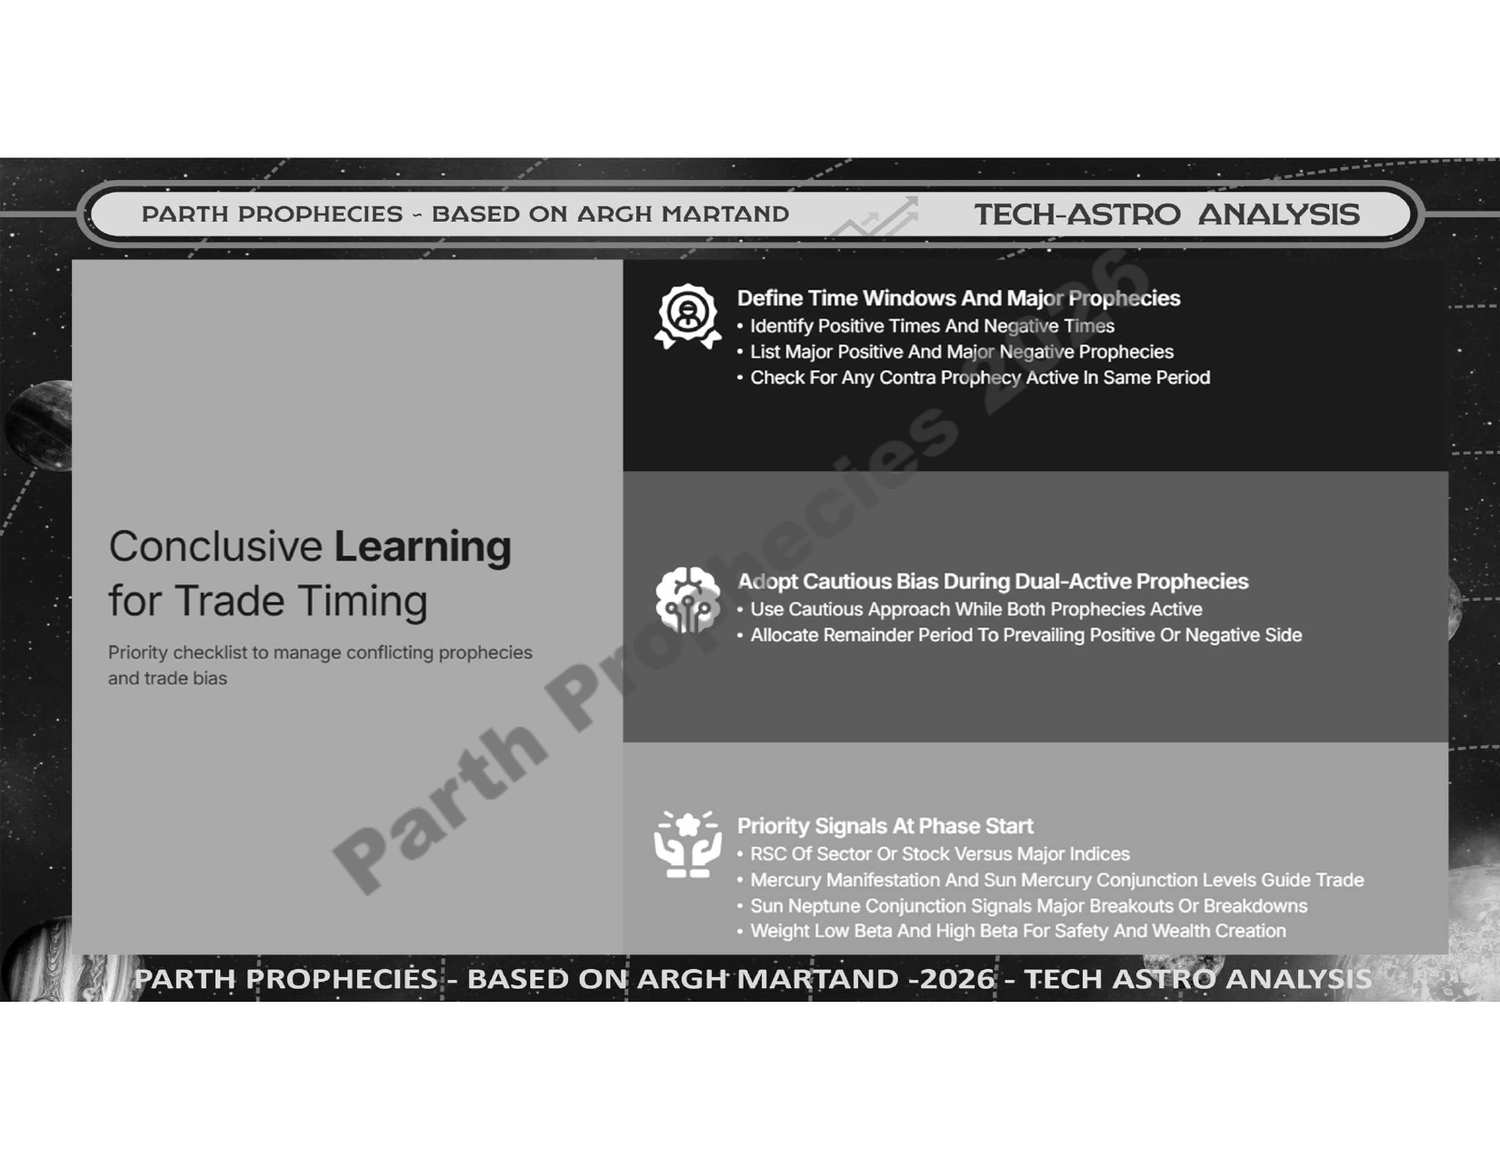 PARTH PROPHECIES ~ BASED ON ARGH MARTAND
TECH-ASTRO ANALYSIS
Conclusive Learning
for Trade Timing
Priority checklist to manage conflicting prophecies
and trade bias
Define Time Windows And Major Prophecies
• Identify Positive Times And Negative Times
• List Major Positive And Major Negative Prophecies
• Check For Any Contra Prophecy Active In Same Period
Adopt Cautious Bias During Dual-Active Prophecies
• Use Cautious Approach While Both Prophecies Active
• Allocate Remainder Period To Prevailing Positive Or Negative Side
Priority Signals At Phase Start
• RSC Of Sector Or Stock Versus Major Indices
• Mercury Manifestation And Sun Mercury Conjunction Levels Guide Trade
• Sun Neptune Conjunction Signals Major Breakouts Or Breakdowns
• Weight Low Beta And High Beta For Safety And Wealth Creation
Parth Prophecies 2026
PARTH PROPHECIES - BASED ON ARGH MARTAND -2026 - TECH ASTRO ANALYSIS